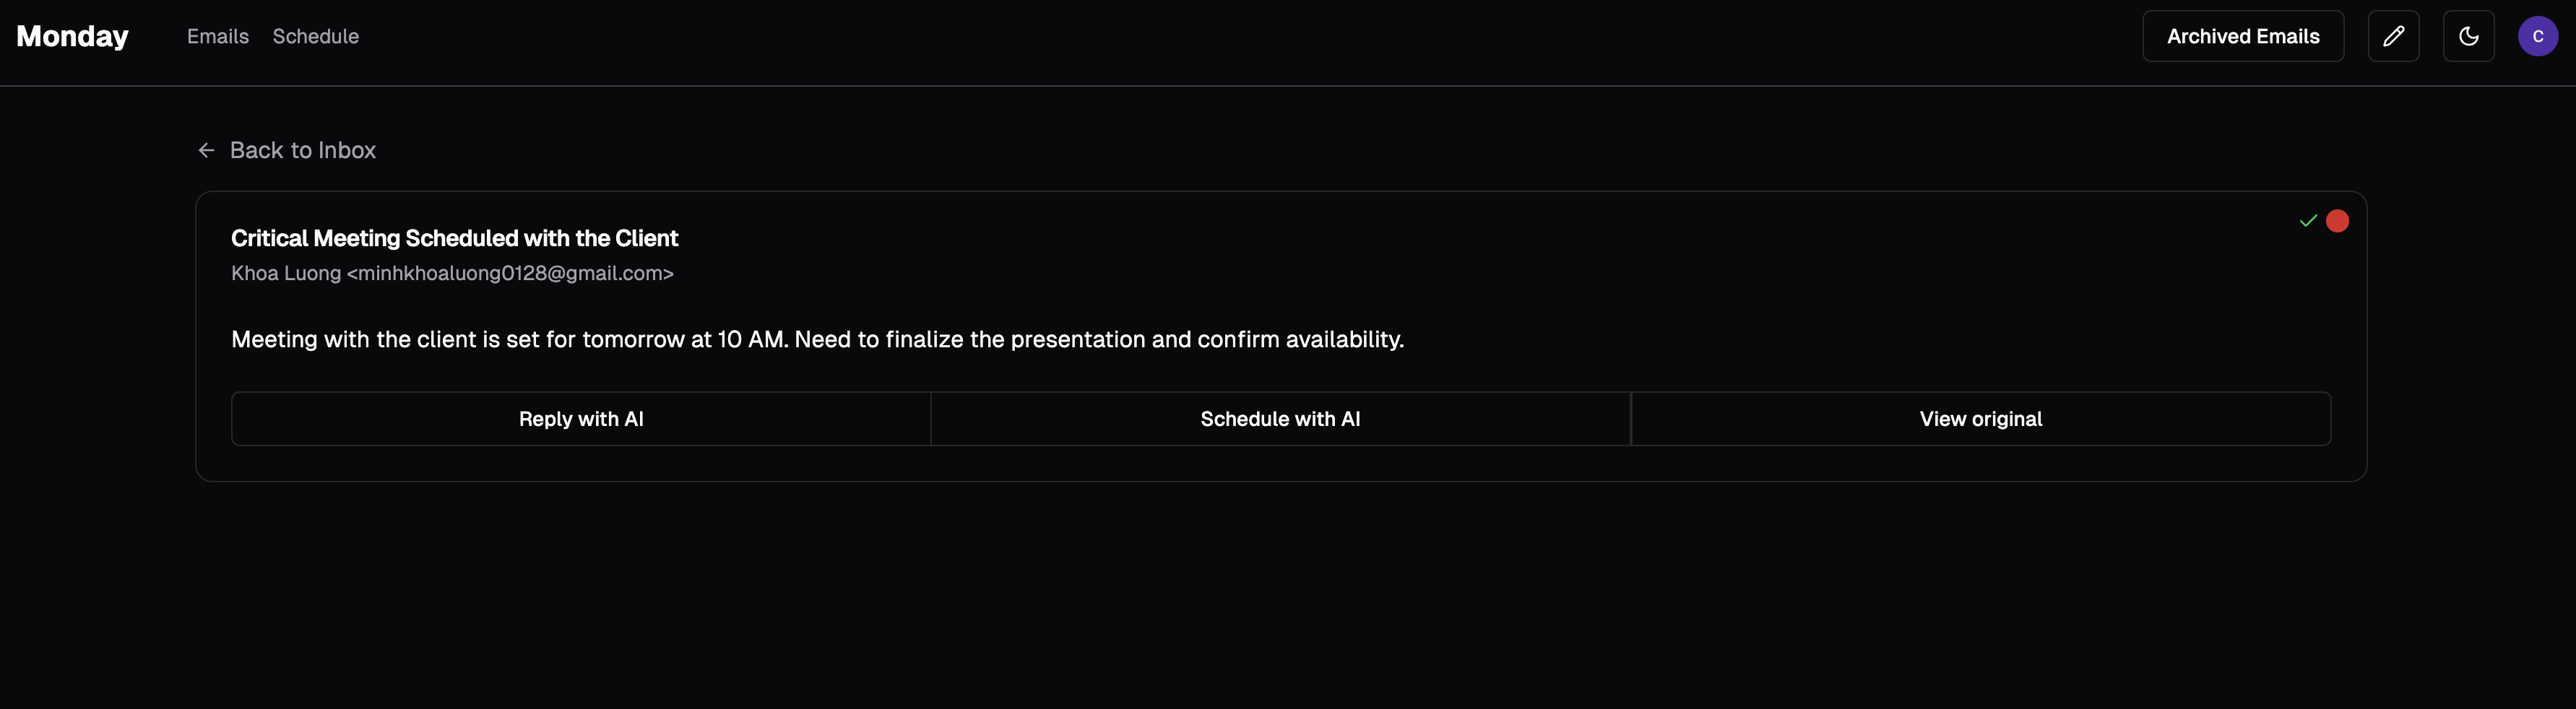 Monday Emails Schedule Archived Emails C
Back to Inbox
Critical Meeting Scheduled with the Client
Khoa Luong <minhkhoaluong0128@gmail.com>
Meeting with the client is set for tomorrow at 10 AM. Need to finalize the presentation and confirm availability.
Reply with AI Schedule with AI View original